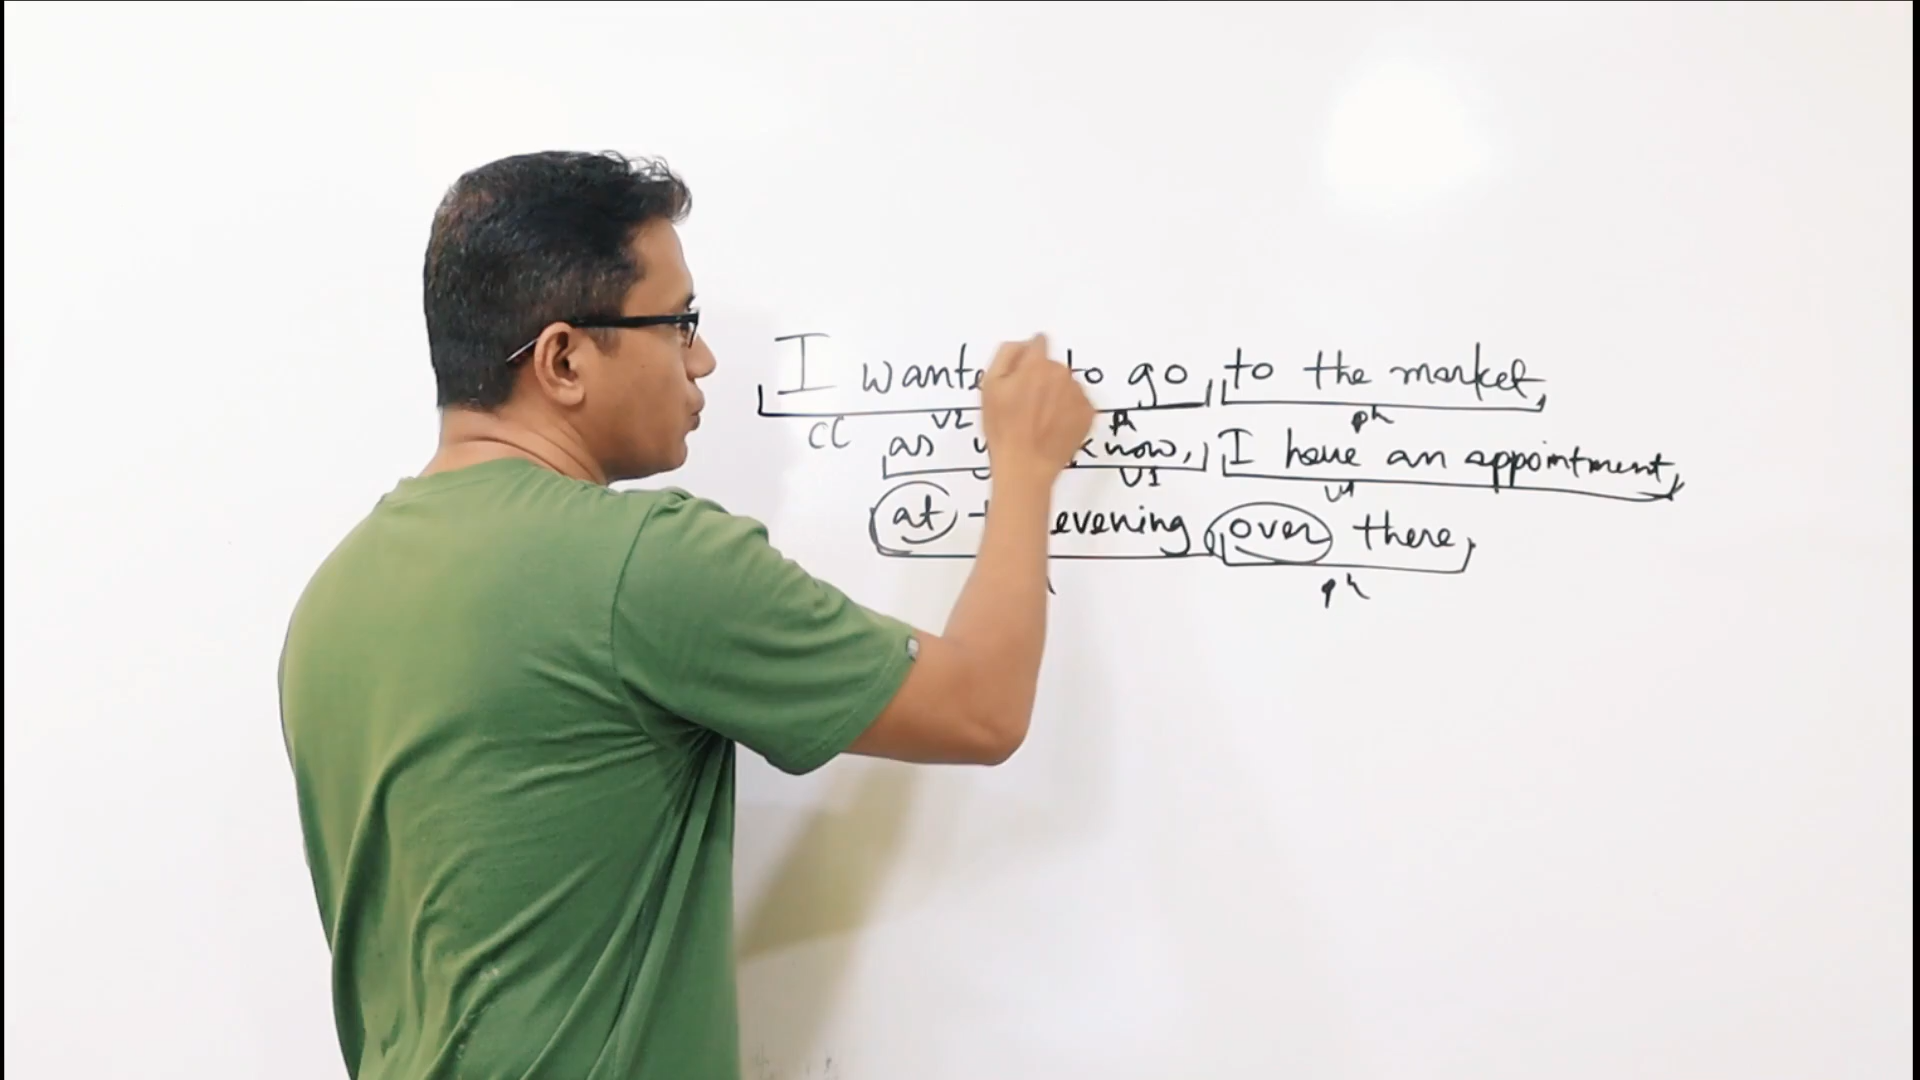 I wante to go, to the market,
CC V2 ph ph
as know, I have an appointment,
V1 V1
at evening over there,
ph